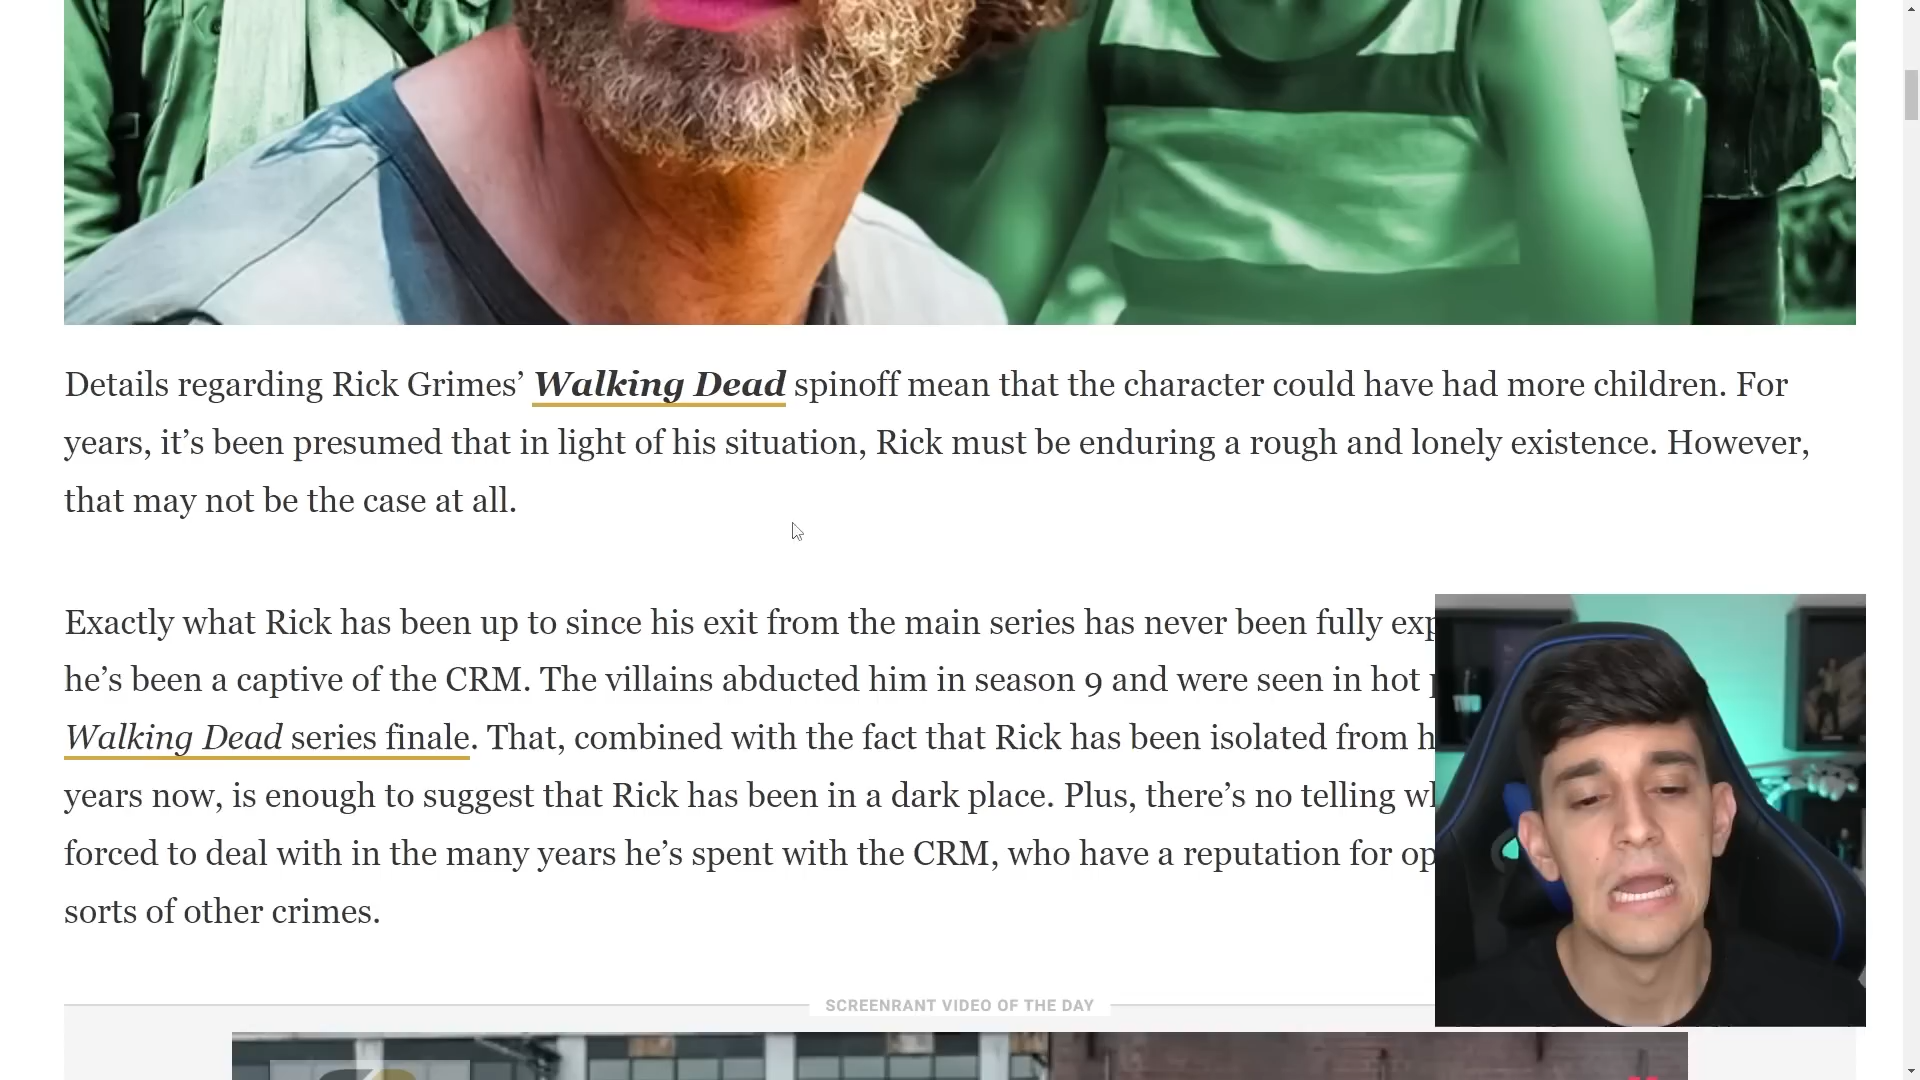 Details regarding Rick Grimes’ Walking Dead spinoff mean that the character could have had more children. For
years, it’s been presumed that in light of his situation, Rick must be enduring a rough and lonely existence. However,
that may not be the case at all.
Exactly what Rick has been up to since his exit from the main series has never been fully
he’s been a captive of the CRM. The villains abducted him in season 9 and were seen in hot
Walking Dead series finale. That, combined with the fact that Rick has been isolated from
years now, is enough to suggest that Rick has been in a dark place. Plus, there’s no telling
forced to deal with in the many years he’s spent with the CRM, who have a reputation for
sorts of other crimes.
SCREENRANT VIDEO OF THE DAY